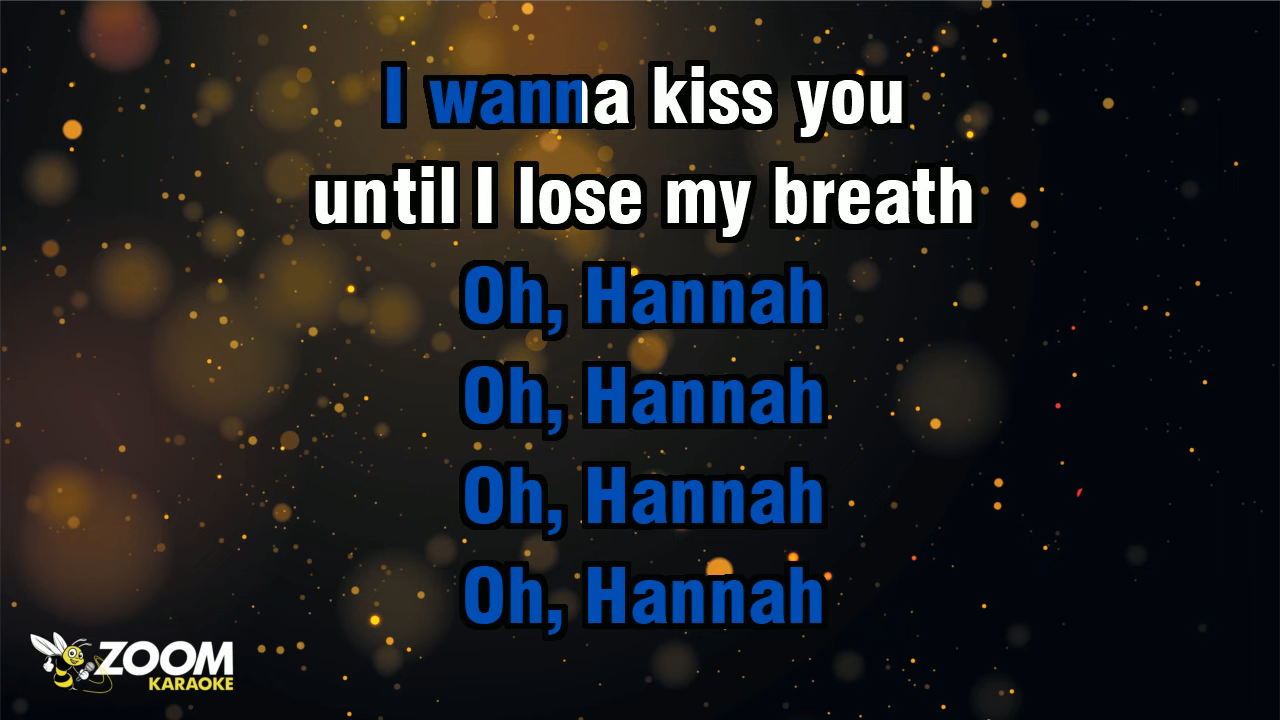 I wanna kiss you
until I lose my breath
Oh, Hannah
Oh, Hannah
Oh, Hannah
Oh, Hannah
ZOOM
KARAOKE